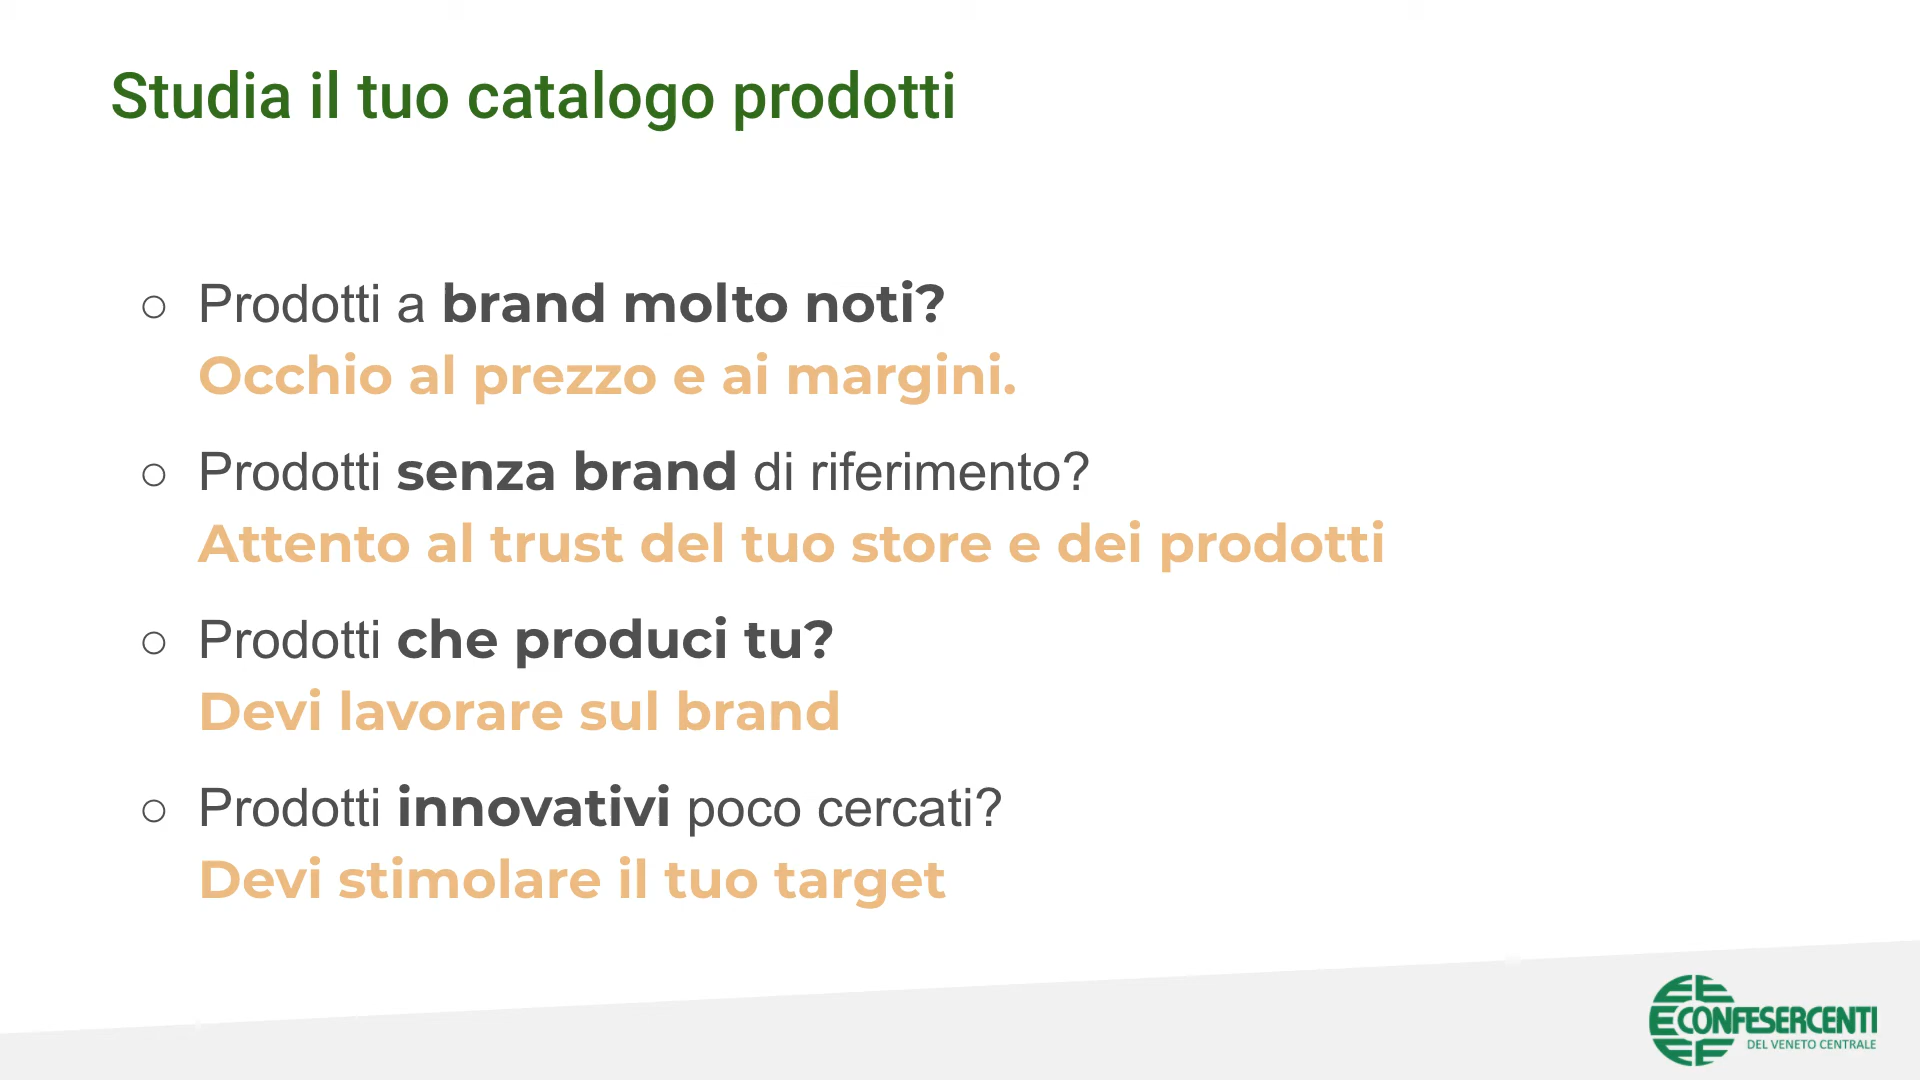 Studia il tuo catalogo prodotti
○ Prodotti a brand molto noti?
Occhio al prezzo e ai margini.
○ Prodotti senza brand di riferimento?
Attento al trust del tuo store e dei prodotti
○ Prodotti che produci tu?
Devi lavorare sul brand
○ Prodotti innovativi poco cercati?
Devi stimolare il tuo target
CONFESERCENTI
DEL VENETO CENTRALE